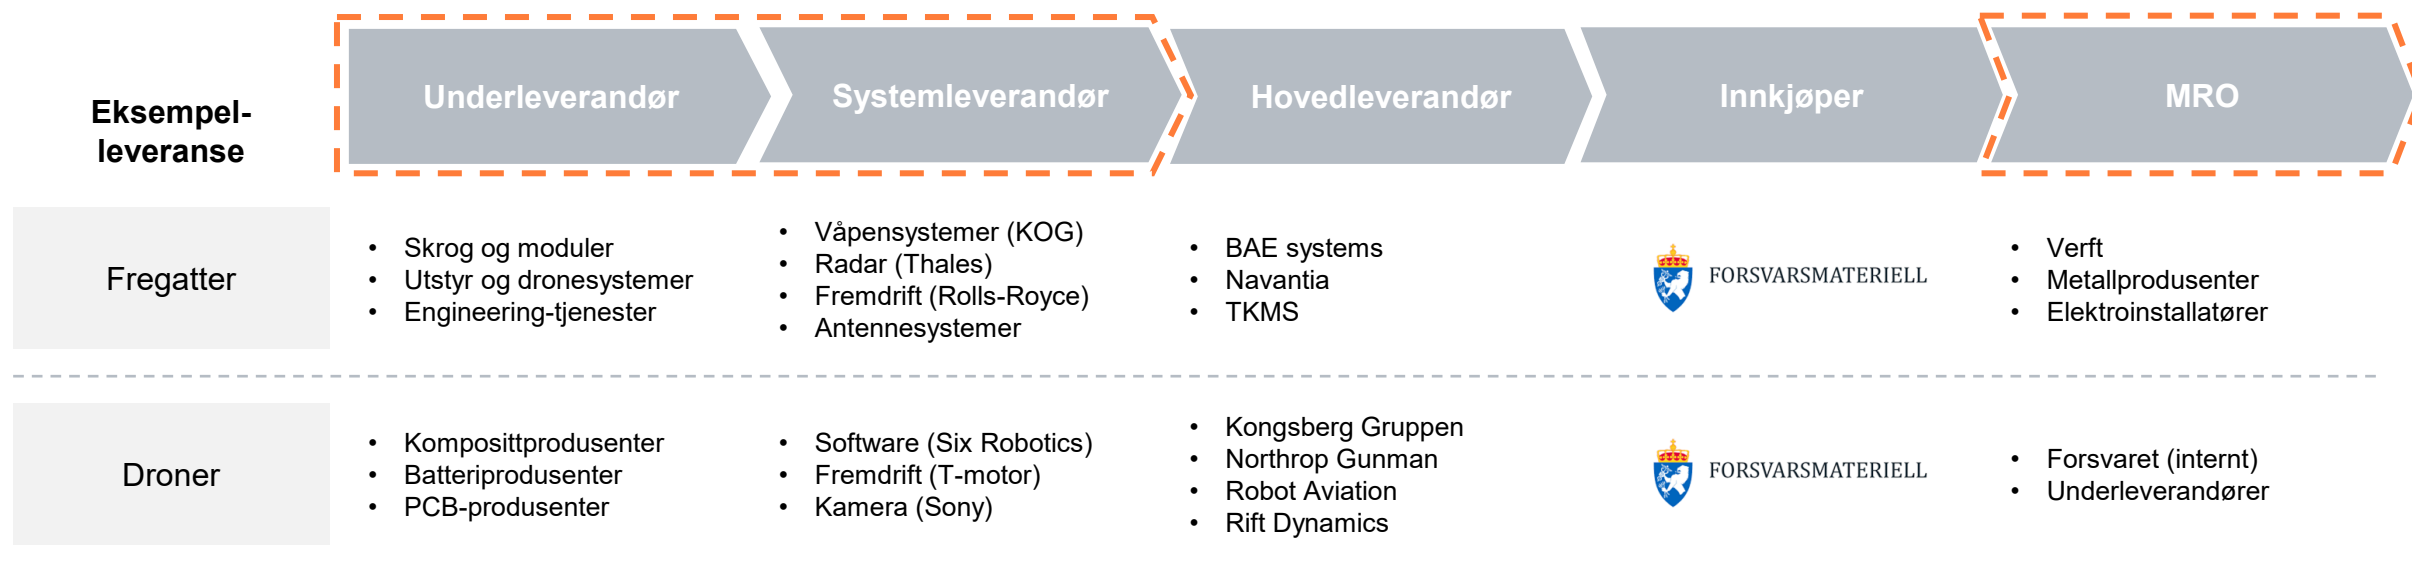 Eksempel-
leveranse
Underleverandør
Systemleverandør
Hovedleverandør
Innkjøper
MRO
Fregatter
• Skrog og moduler
• Utstyr og dronesystemer
• Engineering-tjenester
• Våpensystemer (KOG)
• Radar (Thales)
• Fremdrift (Rolls-Royce)
• Antennesystemer
• BAE systems
• Navantia
• TKMS
FORSVARSMATERIELL
• Verft
• Metallprodusenter
• Elektroinstallatører
Droner
• Komposittprodusenter
• Batteriprodusenter
• PCB-produsenter
• Software (Six Robotics)
• Fremdrift (T-motor)
• Kamera (Sony)
• Kongsberg Gruppen
• Northrop Gunman
• Robot Aviation
• Rift Dynamics
FORSVARSMATERIELL
• Forsvaret (internt)
• Underleverandører